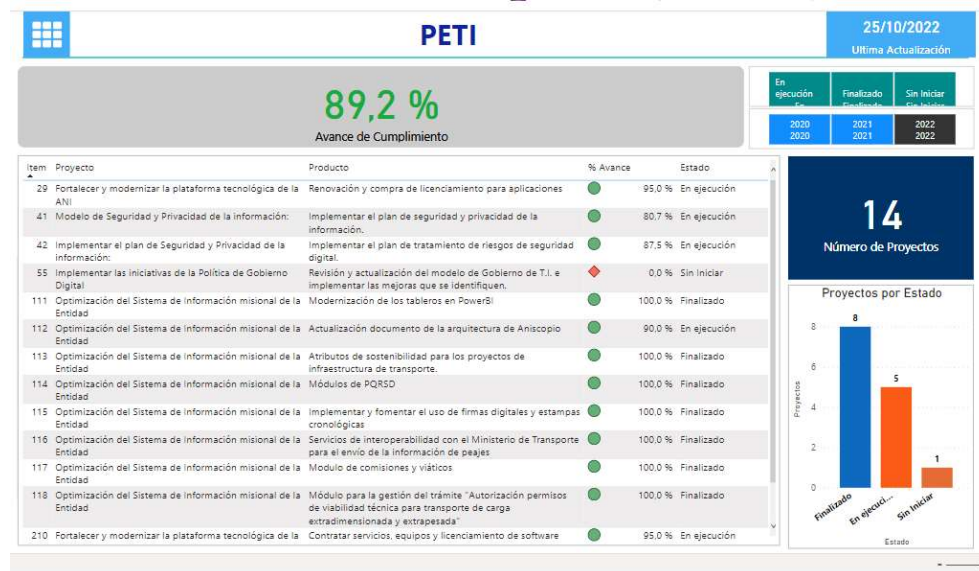 PETI
25/10/2022
Ultima Actualización
89,2 %
Avance de Cumplimiento
En
ejecución
En
Finalizado
Finalizado
Sin Iniciar
Sin Iniciar
2020
2020
2021
2021
2022
2022
Item Proyecto Producto % Avance Estado
29 Fortalecer y modernizar la plataforma tecnológica de la Renovación y compra de licenciamiento para aplicaciones 95,0 % En ejecución
ANI
41 Modelo de Seguridad y Privacidad de la información: Implementar el plan de seguridad y privacidad de la 80,7 % En ejecución
información.
42 Implementar el plan de Seguridad y Privacidad de la Implementar el plan de tratamiento de riesgos de seguridad 87,5 % En ejecución
información: digital.
55 Implementar las iniciativas de la Política de Gobierno Revisión y actualización del modelo de Gobierno de T.I. e 0,0 % Sin Iniciar
Digital implementar las mejoras que se identifiquen.
111 Optimización del Sistema de Información misional de la Modernización de los tableros en PowerBI 100,0 % Finalizado
Entidad
112 Optimización del Sistema de Información misional de la Actualización documento de la arquitectura de Aniscopio 90,0 % En ejecución
Entidad
113 Optimización del Sistema de Información misional de la Atributos de sostenibilidad para los proyectos de 100,0 % Finalizado
Entidad infraestructura de transporte.
114 Optimización del Sistema de Información misional de la Módulos de PQRSD 100,0 % Finalizado
Entidad
115 Optimización del Sistema de Información misional de la Implementar y fomentar el uso de firmas digitales y estampas 100,0 % Finalizado
Entidad cronológicas
116 Optimización del Sistema de Información misional de la Servicios de interoperabilidad con el Ministerio de Transporte 100,0 % Finalizado
Entidad para el envío de la información de peajes
117 Optimización del Sistema de Información misional de la Modulo de comisiones y viáticos 100,0 % Finalizado
Entidad
118 Optimización del Sistema de Información misional de la Módulo para la gestión del trámite "Autorización permisos 100,0 % Finalizado
Entidad de viabilidad técnica para transporte de carga
extradimensionada y extrapesada"
210 Fortalecer y modernizar la plataforma tecnológica de la Contratar servicios, equipos y licenciamiento de software 95,0 % En ejecución
14
Número de Proyectos
Proyectos por Estado
8
6
4
2
0
Proyectos
8
5
1
Finalizado
En ejecuci...
Sin Iniciar
Estado